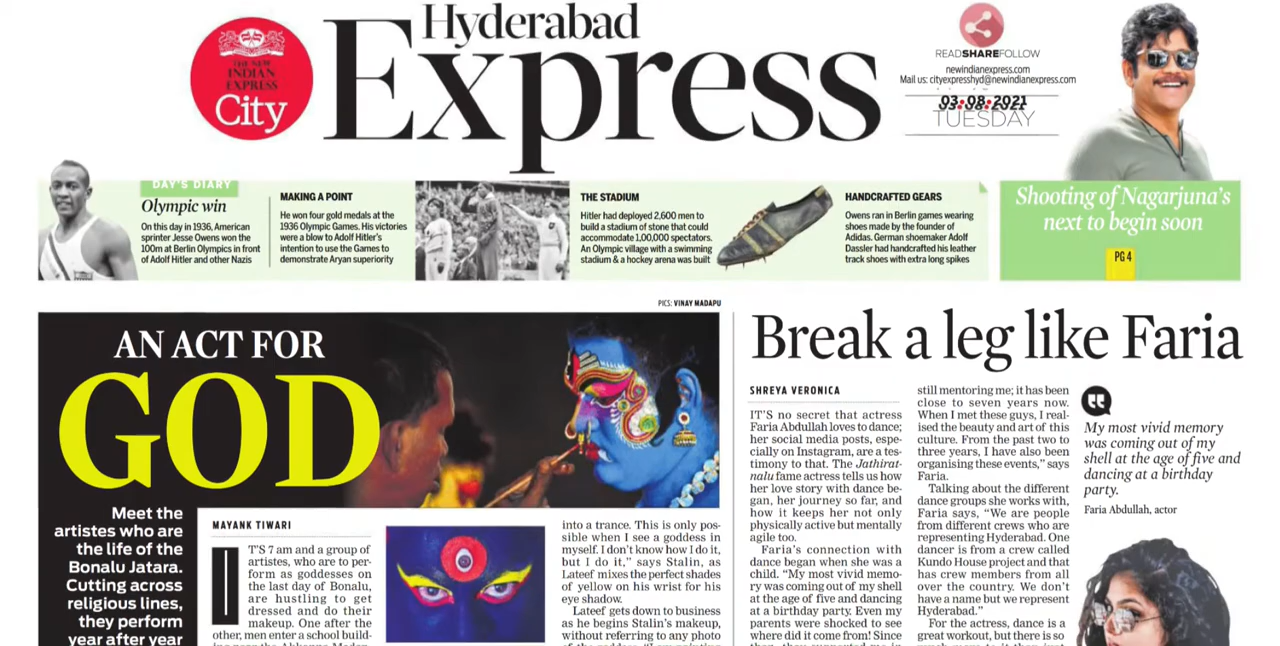 THE NEW
INDIAN
EXPRESS
City
Hyderabad
Express
READSHAREFOLLOW
newindianexpress.com
Mail us: cityexpresshyd@newindianexpress.com
03:08:2021
TUESDAY
DAY'S DIARY
Olympic win
On this day in 1936, American
sprinter Jesse Owens won the
100m at Berlin Olympics in front
of Adolf Hitler and other Nazis
MAKING A POINT
He won four gold medals at the
1936 Olympic Games. His victories
were a blow to Adolf Hitler's
intention to use the Games to
demonstrate Aryan superiority
THE STADIUM
Hitler had deployed 2,600 men to
build a stadium of stone that could
accommodate 1,00,000 spectators.
An Olympic village with a swimming
stadium & a hockey arena was built
HANDCRAFTED GEARS
Owens ran in Berlin games wearing
shoes made by the founder of
Adidas. German shoemaker Adolf
Dassler had handcrafted his leather
track shoes with extra long spikes
Shooting of Nagarjuna's
next to begin soon
PG 4
PICS: VINAY MADAPU
AN ACT FOR
GOD
Meet the
artistes who are
the life of the
Bonalu Jatara.
Cutting across
religious lines,
they perform
year after year
MAYANK TIWARI
IT'S 7 am and a group of
artistes, who are to per-
form as goddesses on
the last day of Bonalu,
are hustling to get
dressed and do their
makeup. One after the
other, men enter a school build-
into a trance. This is only pos-
sible when I see a goddess in
myself. I don't know how I do it,
but I do it," says Stalin, as
Lateef mixes the perfect shades
of yellow on his wrist for his
eye shadow.
Lateef gets down to business
as he begins Stalin's makeup,
without referring to any photo
Break a leg like Faria
SHREYA VERONICA
IT'S no secret that actress
Faria Abdullah loves to dance;
her social media posts, espe-
cially on Instagram, are a tes-
timony to that. The Jathirat-
nalu fame actress tells us how
her love story with dance be-
gan, her journey so far, and
how it keeps her not only
physically active but mentally
agile too.
Faria's connection with
dance began when she was a
child. "My most vivid memo-
ry was coming out of my shell
at the age of five and dancing
at a birthday party. Even my
parents were shocked to see
where did it come from! Since
still mentoring me; it has been
close to seven years now.
When I met these guys, I real-
ised the beauty and art of this
culture. From the past two to
three years, I have also been
organising these events," says
Faria.
Talking about the different
dance groups she works with,
Faria says, "We are people
from different crews who are
representing Hyderabad. One
dancer is from a crew called
Kundo House project and that
has crew members from all
over the country. We don't
have a name but we represent
Hyderabad."
For the actress, dance is a
great workout, but there is so
My most vivid memory
was coming out of my
shell at the age of five and
dancing at a birthday
party.
Faria Abdullah, actor